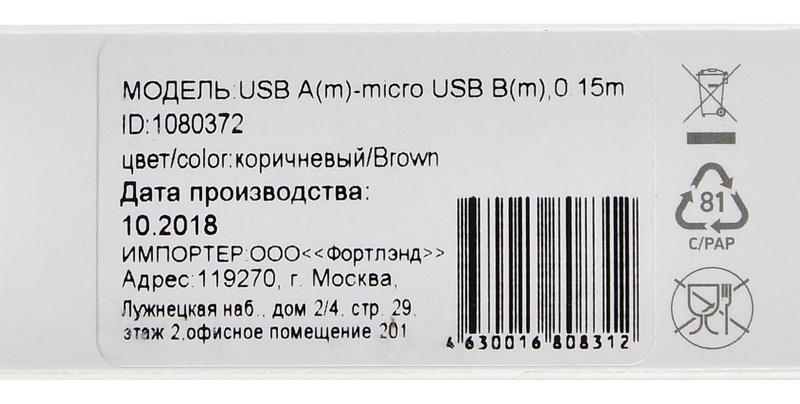 МОДЕЛЬ:USB A(m)-micro USB B(m),0.15m
ID:1080372
цвет/color:коричневый/Brown
Дата производства:
10.2018
ИМПОРТЕР:ООО<<Фортлэнд>>
Адрес:119270, г. Москва,
Лужнецкая наб., дом 2/4, стр. 29,
этаж 2,офисное помещение 201
4 630016 808312
81
C/PAP